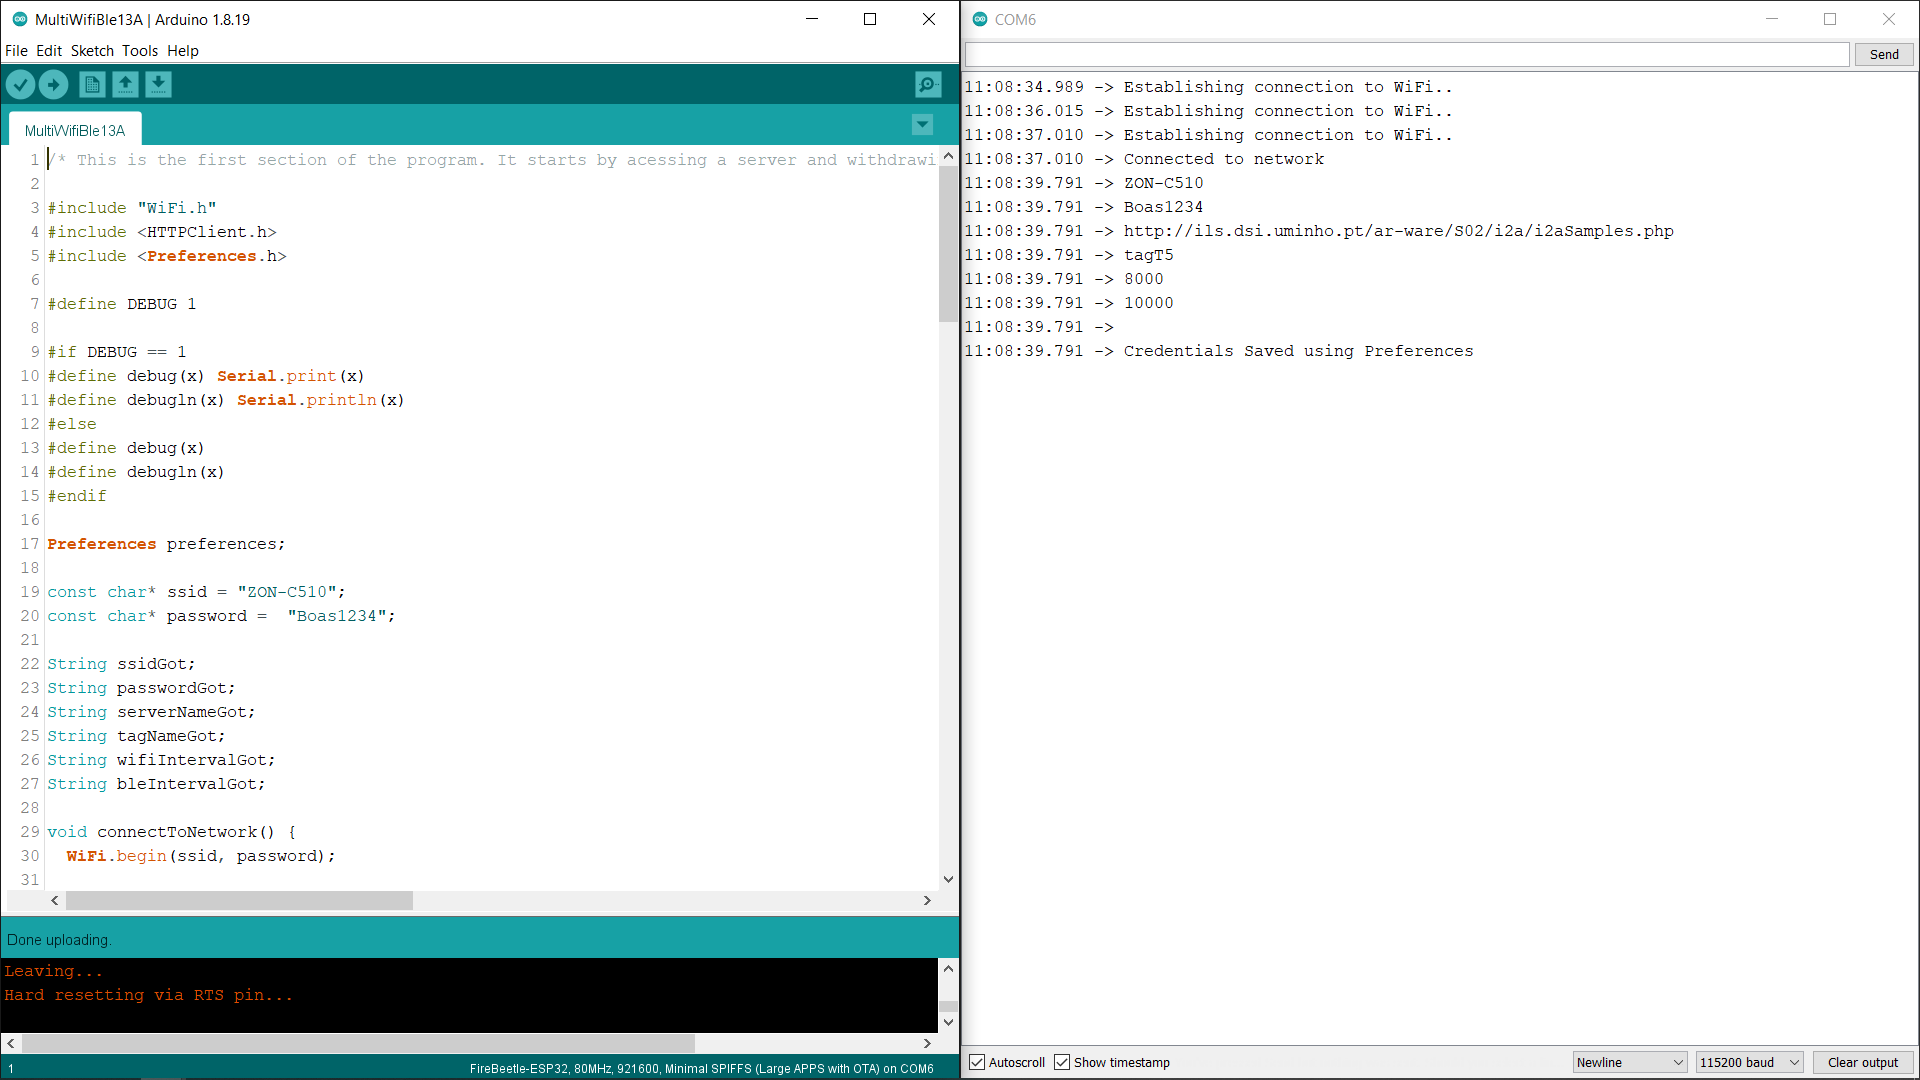 MultiWifiBle13A | Arduino 1.8.19
File Edit Sketch Tools Help
MultiWifiBle13A
1 /* This is the first section of the program. It starts by acessing a server and withdrawi
2
3 #include "WiFi.h"
4 #include <HTTPClient.h>
5 #include <Preferences.h>
6
7 #define DEBUG 1
8
9 #if DEBUG == 1
10 #define debug(x) Serial.print(x)
11 #define debugln(x) Serial.println(x)
12 #else
13 #define debug(x)
14 #define debugln(x)
15 #endif
16
17 Preferences preferences;
18
19 const char* ssid = "ZON-C510";
20 const char* password =  "Boas1234";
21
22 String ssidGot;
23 String passwordGot;
24 String serverNameGot;
25 String tagNameGot;
26 String wifiIntervalGot;
27 String bleIntervalGot;
28
29 void connectToNetwork() {
30   WiFi.begin(ssid, password);
31
Done uploading.
Leaving...
Hard resetting via RTS pin...
1 FireBeetle-ESP32, 80MHz, 921600, Minimal SPIFFS (Large APPS with OTA) on COM6
COM6
Send
11:08:34.989 -> Establishing connection to WiFi..
11:08:36.015 -> Establishing connection to WiFi..
11:08:37.010 -> Establishing connection to WiFi..
11:08:37.010 -> Connected to network
11:08:39.791 -> ZON-C510
11:08:39.791 -> Boas1234
11:08:39.791 -> http://ils.dsi.uminho.pt/ar-ware/S02/i2a/i2aSamples.php
11:08:39.791 -> tagT5
11:08:39.791 -> 8000
11:08:39.791 -> 10000
11:08:39.791 ->
11:08:39.791 -> Credentials Saved using Preferences
Autoscroll Show timestamp Newline 115200 baud Clear output